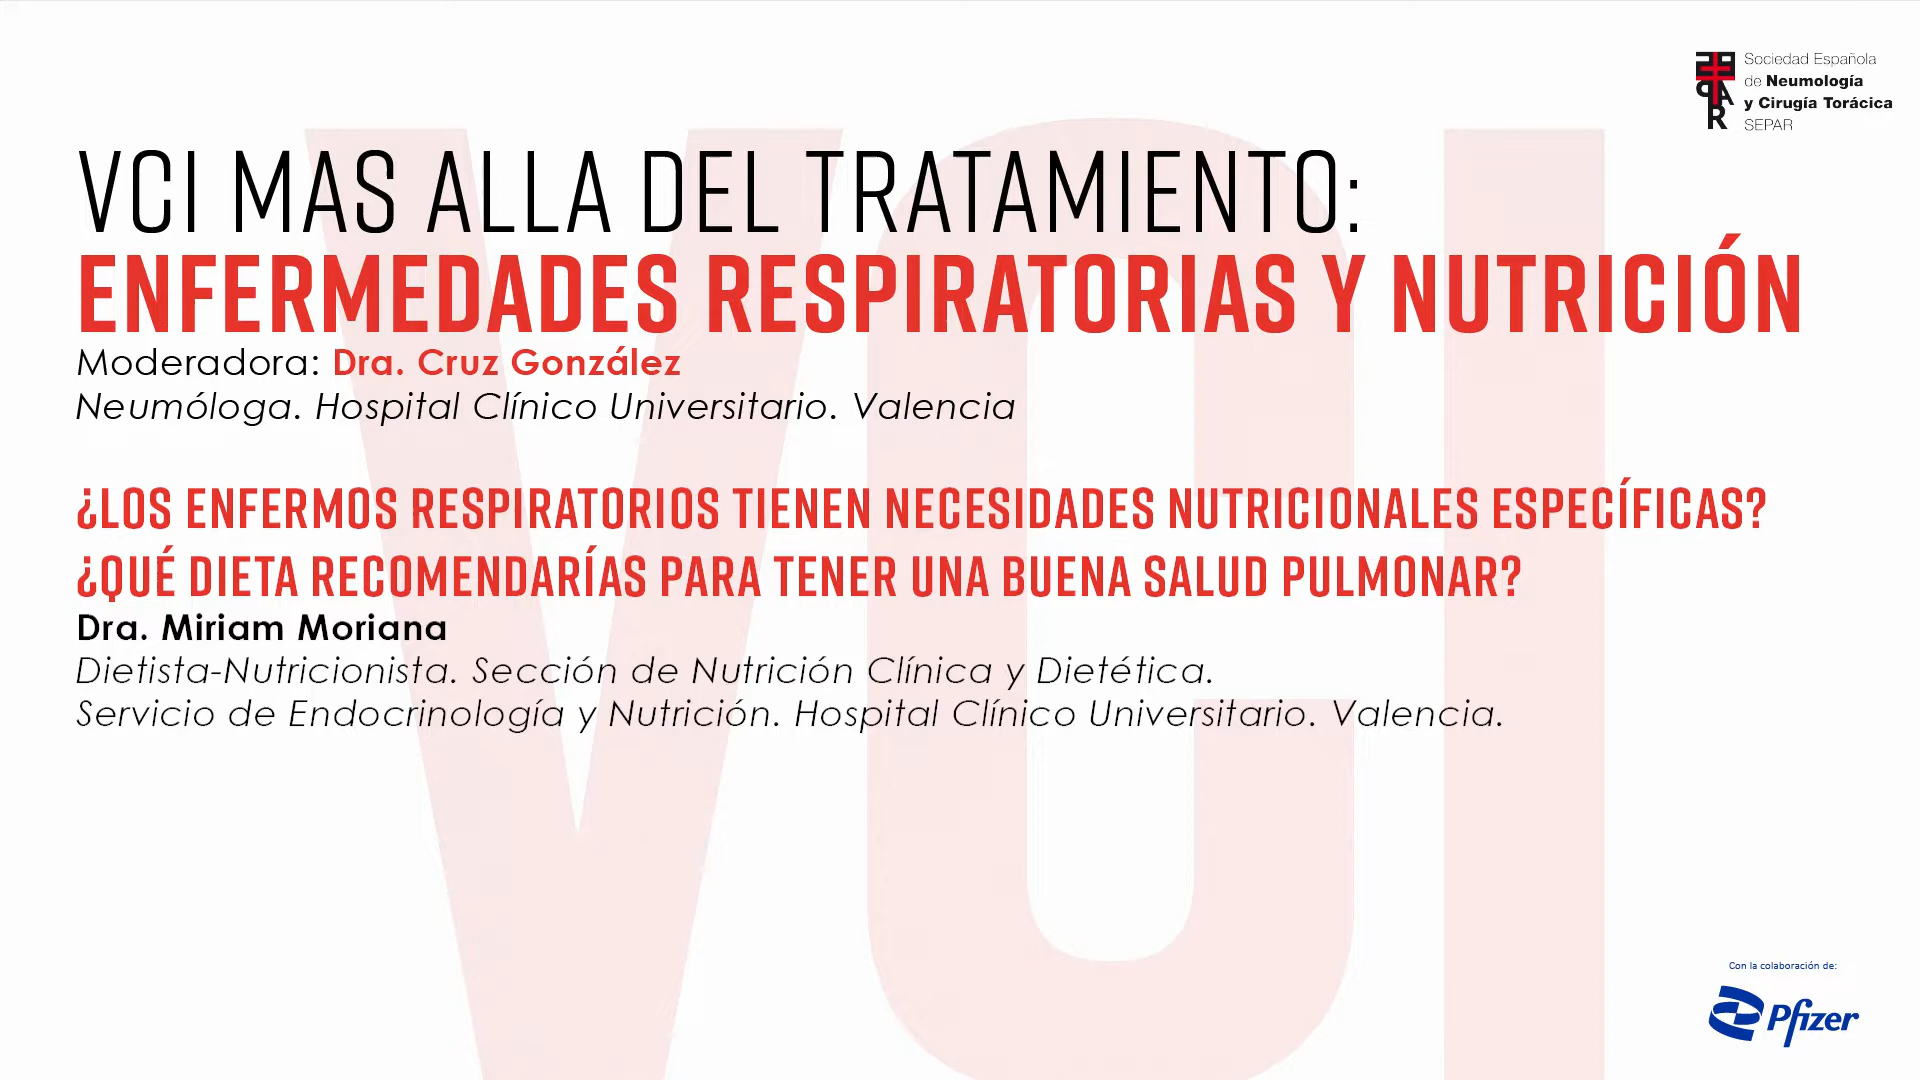 Sociedad Española
de Neumología
y Cirugía Torácica
SEPAR
VCI MAS ALLA DEL TRATAMIENTO:
ENFERMEDADES RESPIRATORIAS Y NUTRICIÓN
Moderadora: Dra. Cruz González
Neumóloga. Hospital Clínico Universitario. Valencia
¿LOS ENFERMOS RESPIRATORIOS TIENEN NECESIDADES NUTRICIONALES ESPECÍFICAS?
¿QUÉ DIETA RECOMENDARÍAS PARA TENER UNA BUENA SALUD PULMONAR?
Dra. Miriam Moriana
Dietista-Nutricionista. Sección de Nutrición Clínica y Dietética.
Servicio de Endocrinología y Nutrición. Hospital Clínico Universitario. Valencia.
VCI
Con la colaboración de:
Pfizer